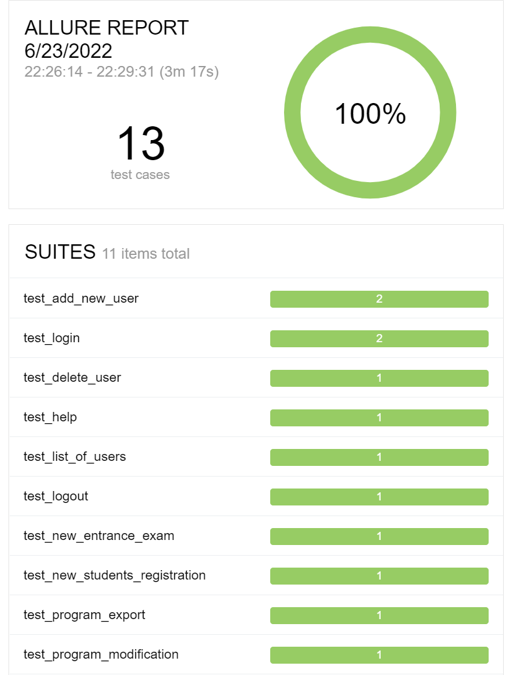 ALLURE REPORT
6/23/2022
22:26:14 - 22:29:31 (3m 17s)
100%
13
test cases
SUITES 11 items total
test_add_new_user 2
test_login 2
test_delete_user 1
test_help 1
test_list_of_users 1
test_logout 1
test_new_entrance_exam 1
test_new_students_registration 1
test_program_export 1
test_program_modification 1